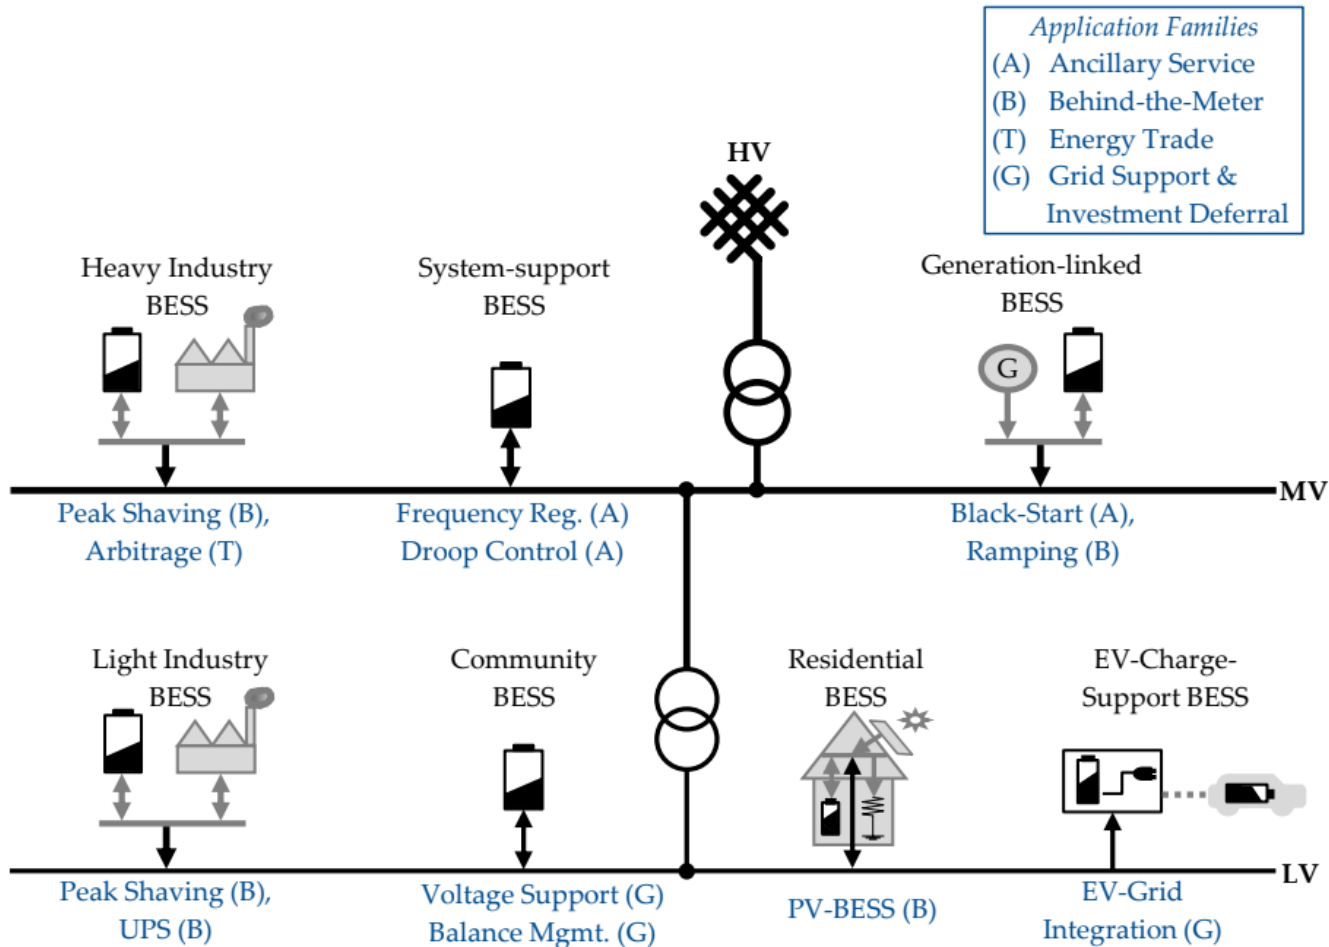 Application Families
(A) Ancillary Service
(B) Behind-the-Meter
(T) Energy Trade
(G) Grid Support &
Investment Deferral
HV
Heavy Industry
BESS
System-support
BESS
Generation-linked
BESS
G
MV
Peak Shaving (B),
Arbitrage (T)
Frequency Reg. (A)
Droop Control (A)
Black-Start (A),
Ramping (B)
Light Industry
BESS
Community
BESS
Residential
BESS
EV-Charge-
Support BESS
LV
Peak Shaving (B),
UPS (B)
Voltage Support (G)
Balance Mgmt. (G)
PV-BESS (B)
EV-Grid
Integration (G)